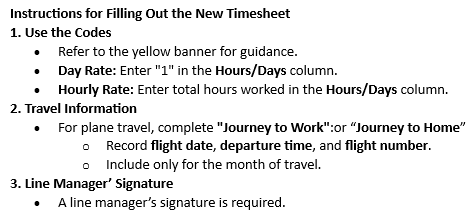 Instructions for Filling Out the New Timesheet
1. Use the Codes
• Refer to the yellow banner for guidance.
• Day Rate: Enter "1" in the Hours/Days column.
• Hourly Rate: Enter total hours worked in the Hours/Days column.
2. Travel Information
• For plane travel, complete "Journey to Work":or “Journey to Home”
o Record flight date, departure time, and flight number.
o Include only for the month of travel.
3. Line Manager’ Signature
• A line manager’s signature is required.